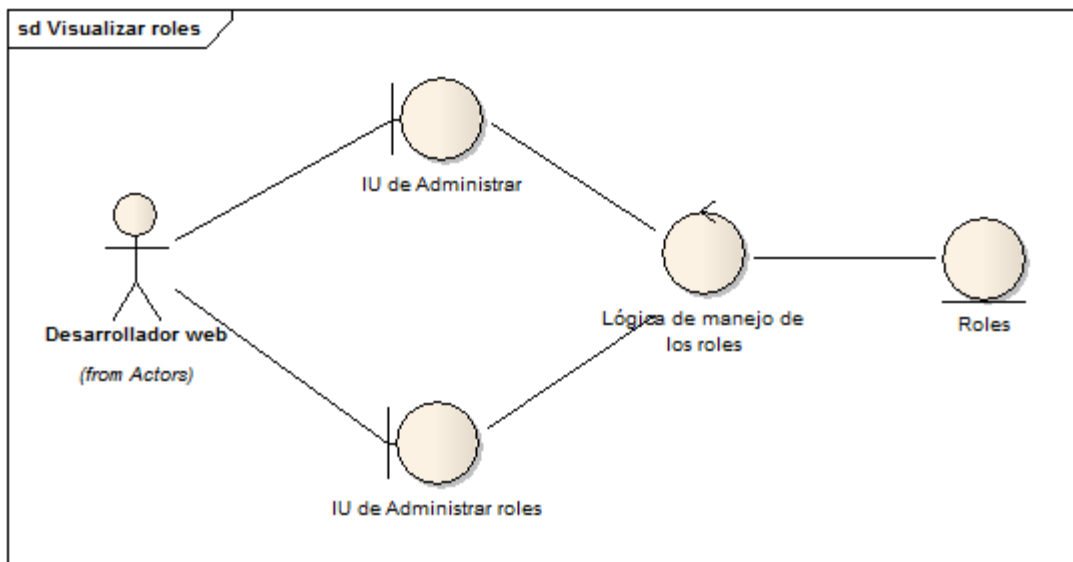 sd Visualizar roles
IU de Administrar
Desarrollador web
(from Actors)
Lógica de manejo de
los roles
Roles
IU de Administrar roles